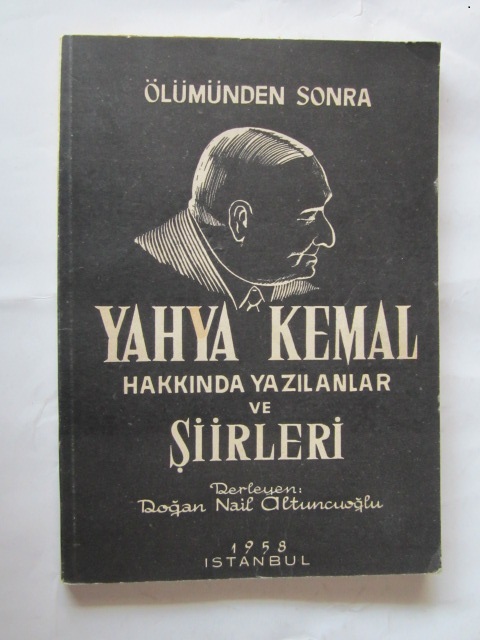 ÖLÜMÜNDEN SONRA
YAHYA KEMAL
HAKKINDA YAZILANLAR
VE
ŞİİRLERİ
Derleyen:
Doğan Nail Altuncuoğlu
1958
ISTANBUL